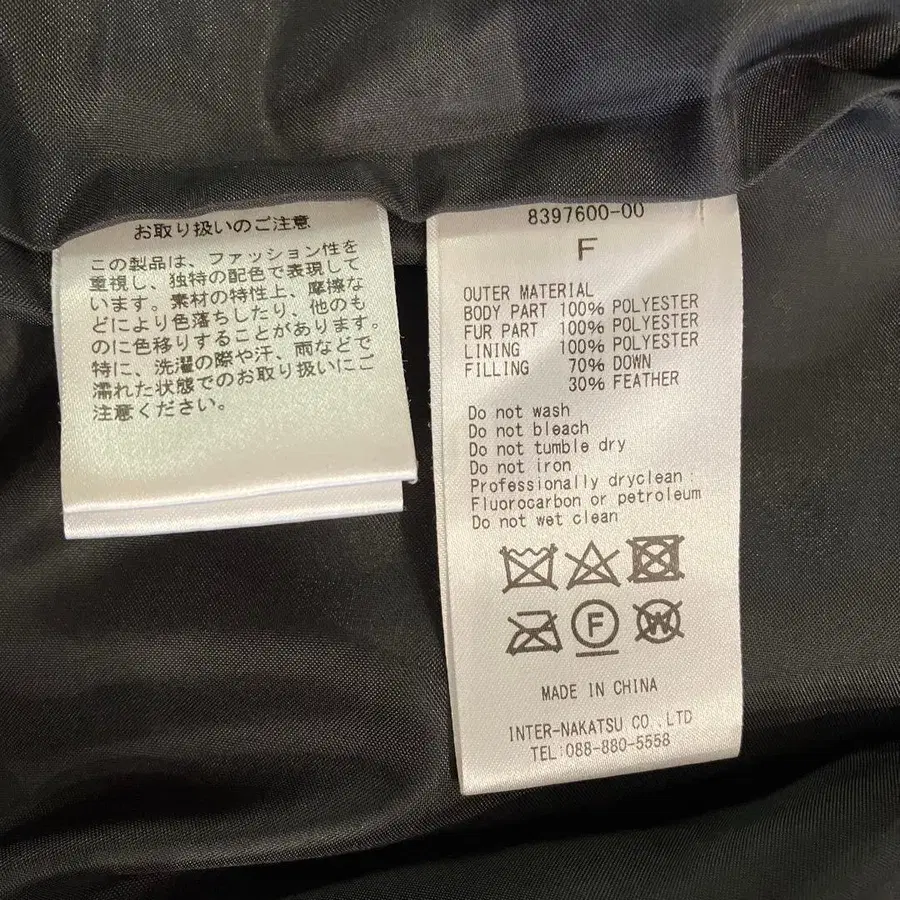 お取り扱いのご注意
この製品は、ファッション性を
重視し、独特の配色で表現して
います。素材の特性上、摩擦な
どにより色落ちしたり、他のも
のに色移りすることがあります。
特に、洗濯の際や汗、雨などで
濡れた状態でのお取り扱いにご
注意ください。
8397600-00
F
OUTER MATERIAL
BODY PART 100% POLYESTER
FUR PART 100% POLYESTER
LINING 100% POLYESTER
FILLING 70% DOWN
30% FEATHER
Do not wash
Do not bleach
Do not tumble dry
Do not iron
Professionally dryclean :
Fluorocarbon or petroleum
Do not wet clean
F W
MADE IN CHINA
INTER-NAKATSU CO.,LTD
TEL:088-880-5558